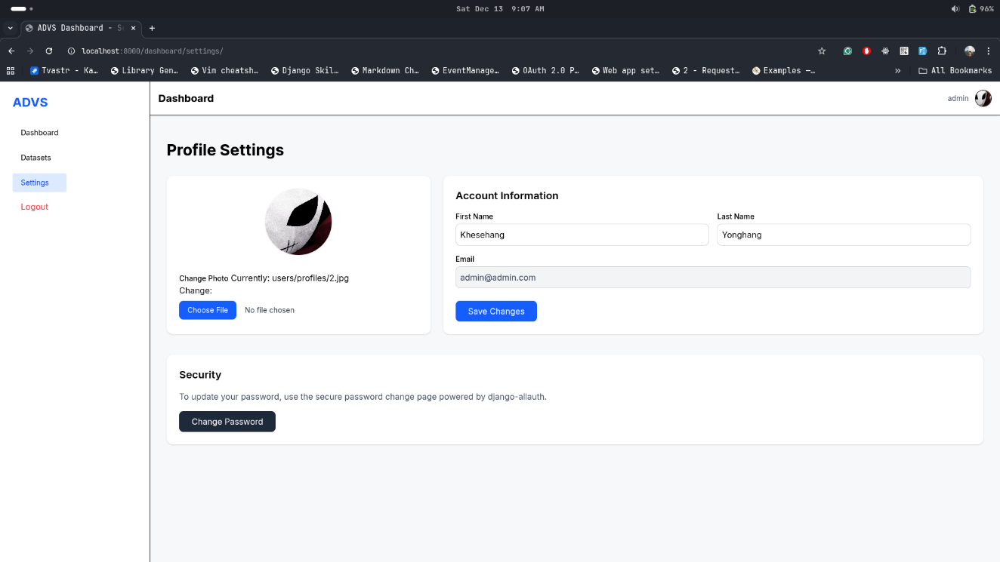 Sat Dec 13 9:07 AM
96%
ADVS Dashboard - S
localhost:8000/dashboard/settings/
Tvastr - Ka… Library Gen… Vim cheatsh… Django Skil… Markdown Ch… EventManage… OAuth 2.0 P… Web app set… 2 - Request… Examples —… » All Bookmarks
ADVS
Dashboard
Datasets
Settings
Logout
Dashboard
admin
Profile Settings
Change Photo Currently: users/profiles/2.jpg
Change:
Choose File No file chosen
Account Information
First Name Last Name
Khesehang Yonghang
Email
admin@admin.com
Save Changes
Security
To update your password, use the secure password change page powered by django-allauth.
Change Password